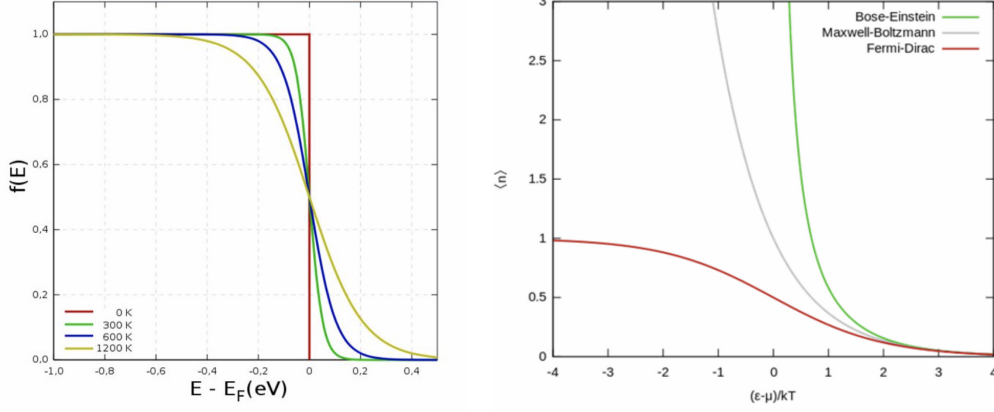 1.0
0.8
0.6
0.4
0.2
0.0
f(E)
0 K
300 K
600 K
1200 K
-1.0 -0.8 -0.6 -0.4 -0.2 0 0.2 0.4
E - E_F(eV)
Bose-Einstein
Maxwell-Boltzmann
Fermi-Dirac
3
2.5
2
1.5
1
0.5
0
⟨n⟩
-4 -3 -2 -1 0 1 2 3 4
(ε-μ)/kT